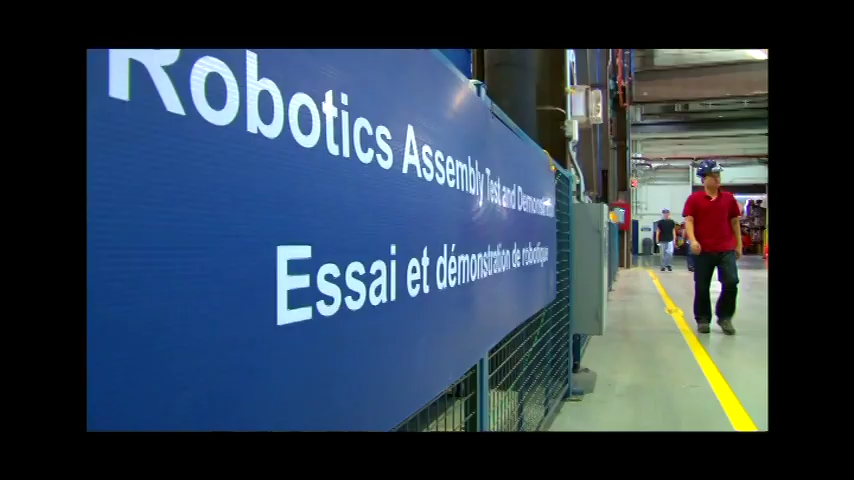 Robotics Assembly Test and Demonstration
Essai et démonstration de robotique